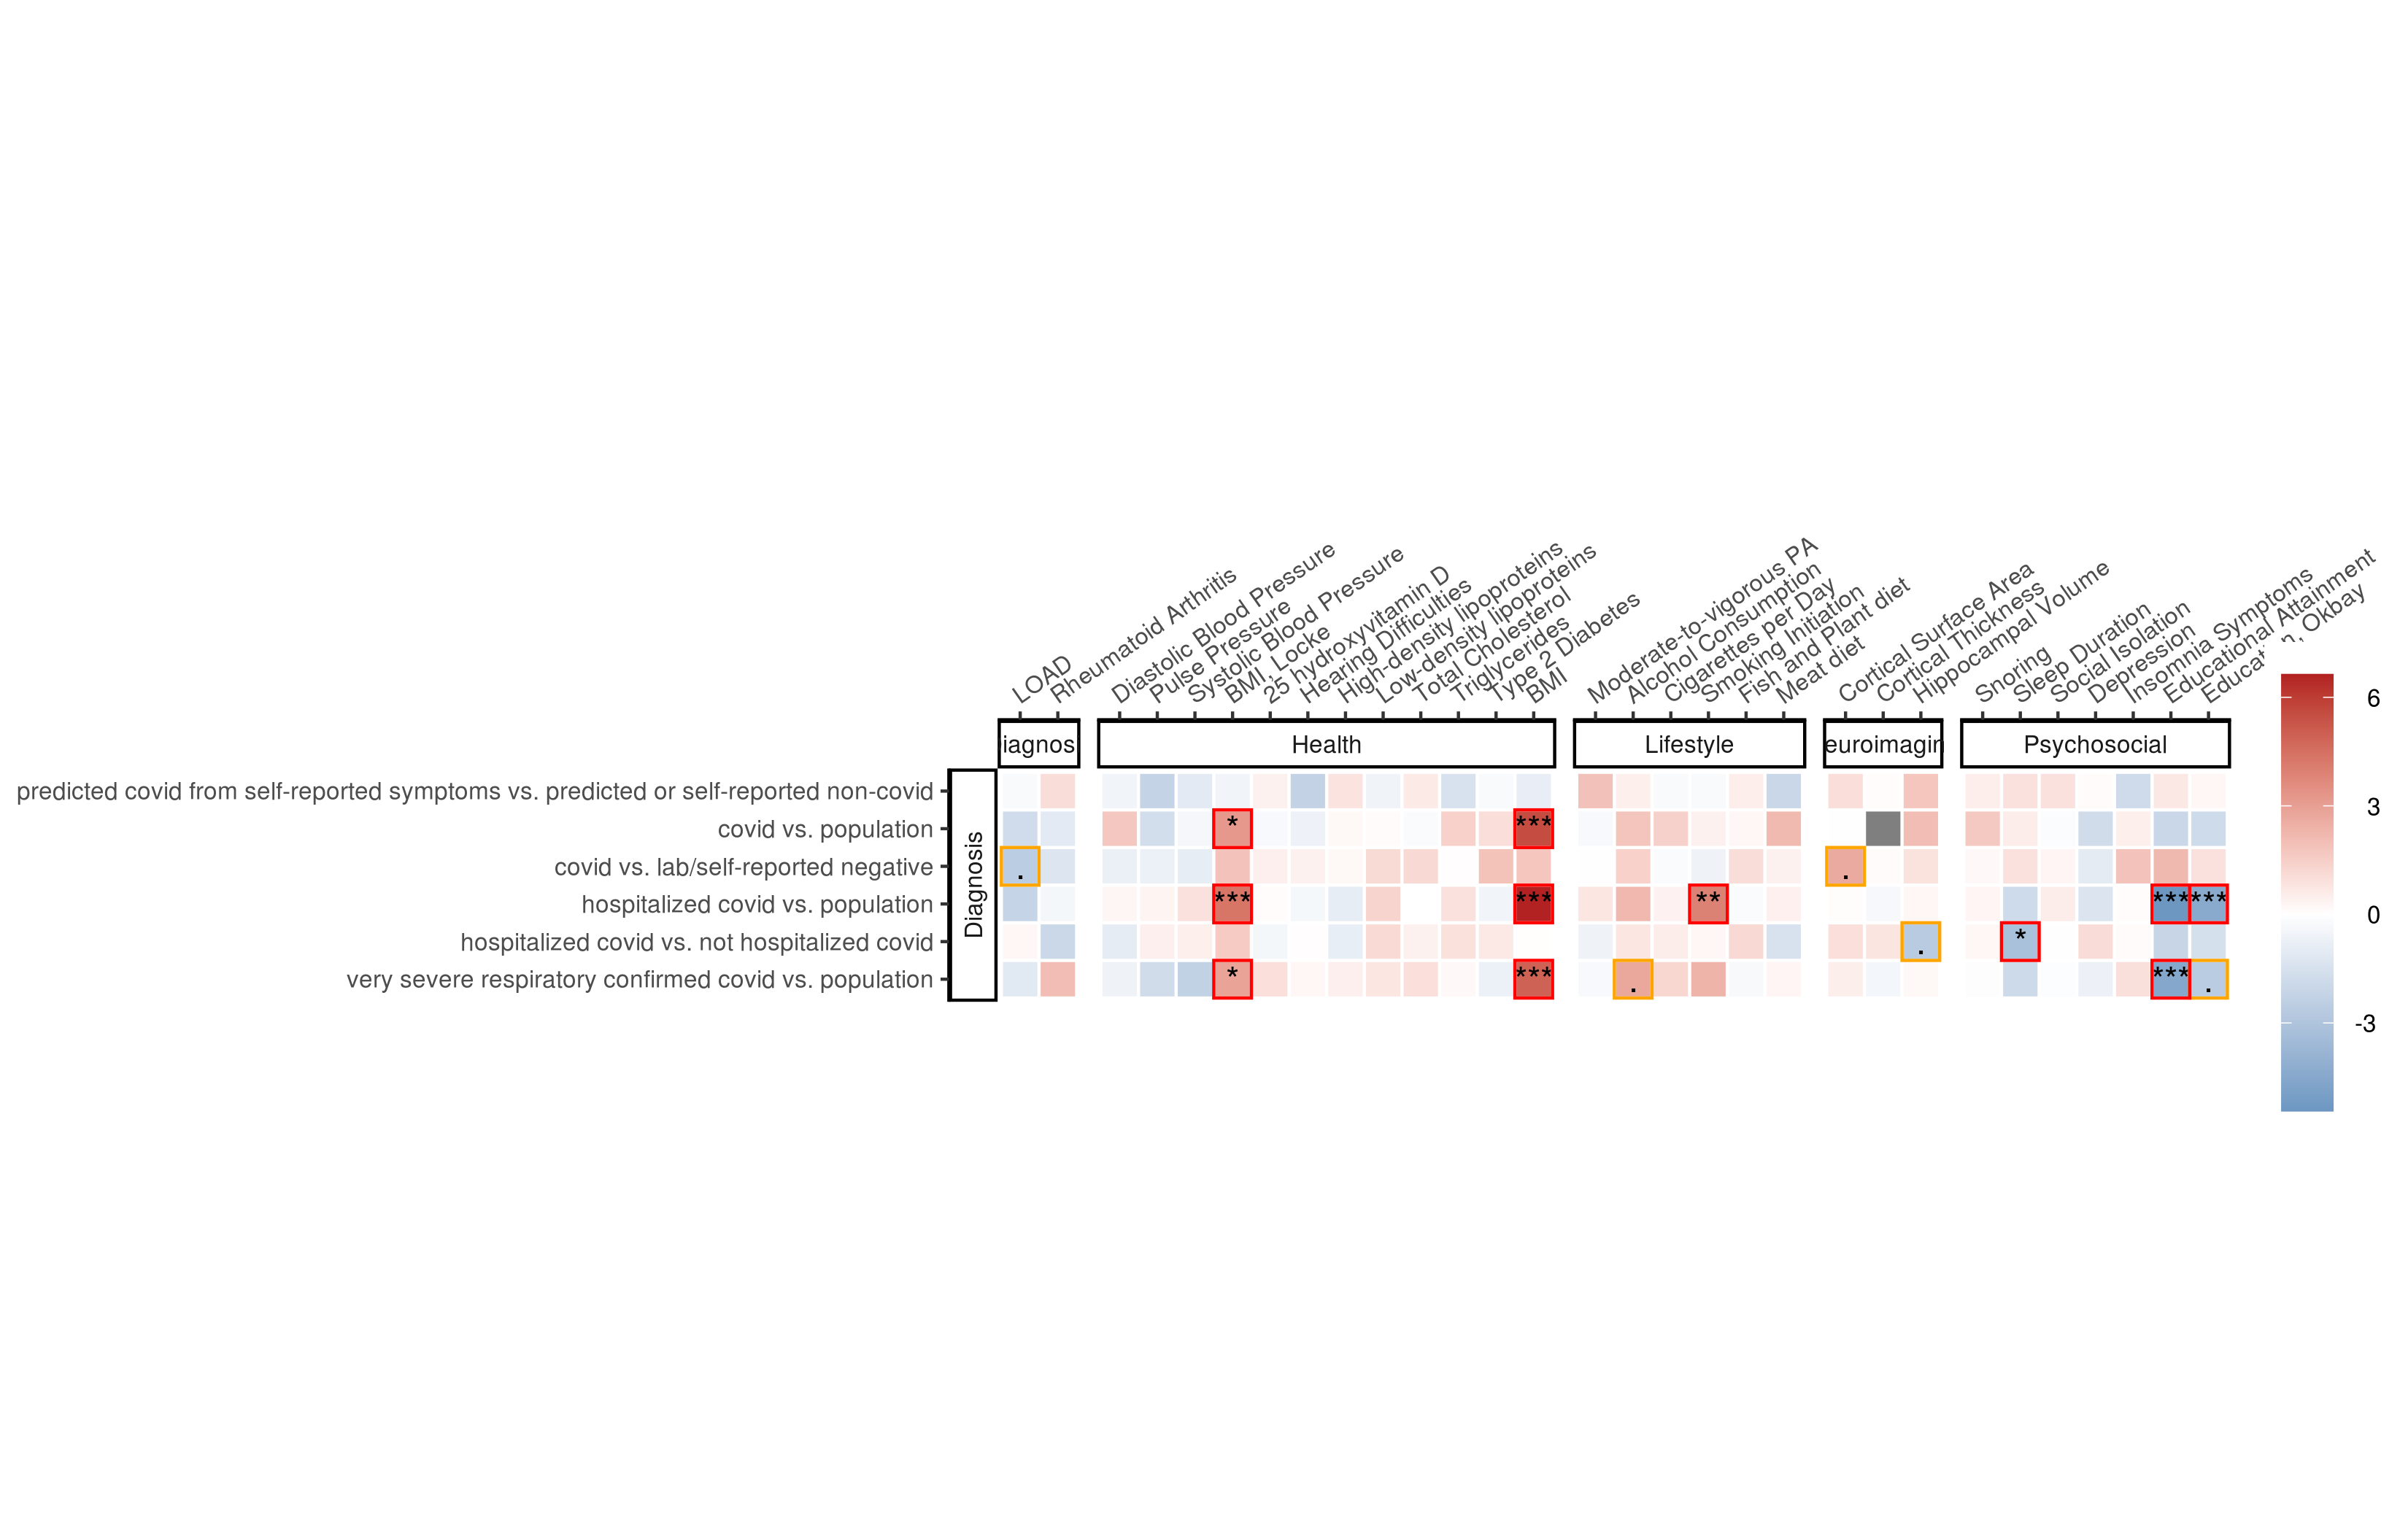 LOAD
Rheumatoid Arthritis
Diastolic Blood Pressure
Pulse Pressure
Systolic Blood Pressure
BMI, Locke
25 hydroxyvitamin D
Hearing Difficulties
High-density lipoproteins
Low-density lipoproteins
Total Cholesterol
Triglycerides
Type 2 Diabetes
BMI
Moderate-to-vigorous PA
Alcohol Consumption
Cigarettes per Day
Smoking Initiation
Fish and Plant diet
Meat diet
Cortical Surface Area
Cortical Thickness
Hippocampal Volume
Snoring
Sleep Duration
Social Isolation
Depression
Insomnia Symptoms
Educational Attainment
Educat n, Okbay
iagnos
Health
Lifestyle
euroimagin
Psychosocial
Diagnosis
predicted covid from self-reported symptoms vs. predicted or self-reported non-covid
covid vs. population
* ***
covid vs. lab/self-reported negative
. .
hospitalized covid vs. population
*** *** ** *** ***
hospitalized covid vs. not hospitalized covid
. *
very severe respiratory confirmed covid vs. population
* *** . *** .
6
3
0
-3